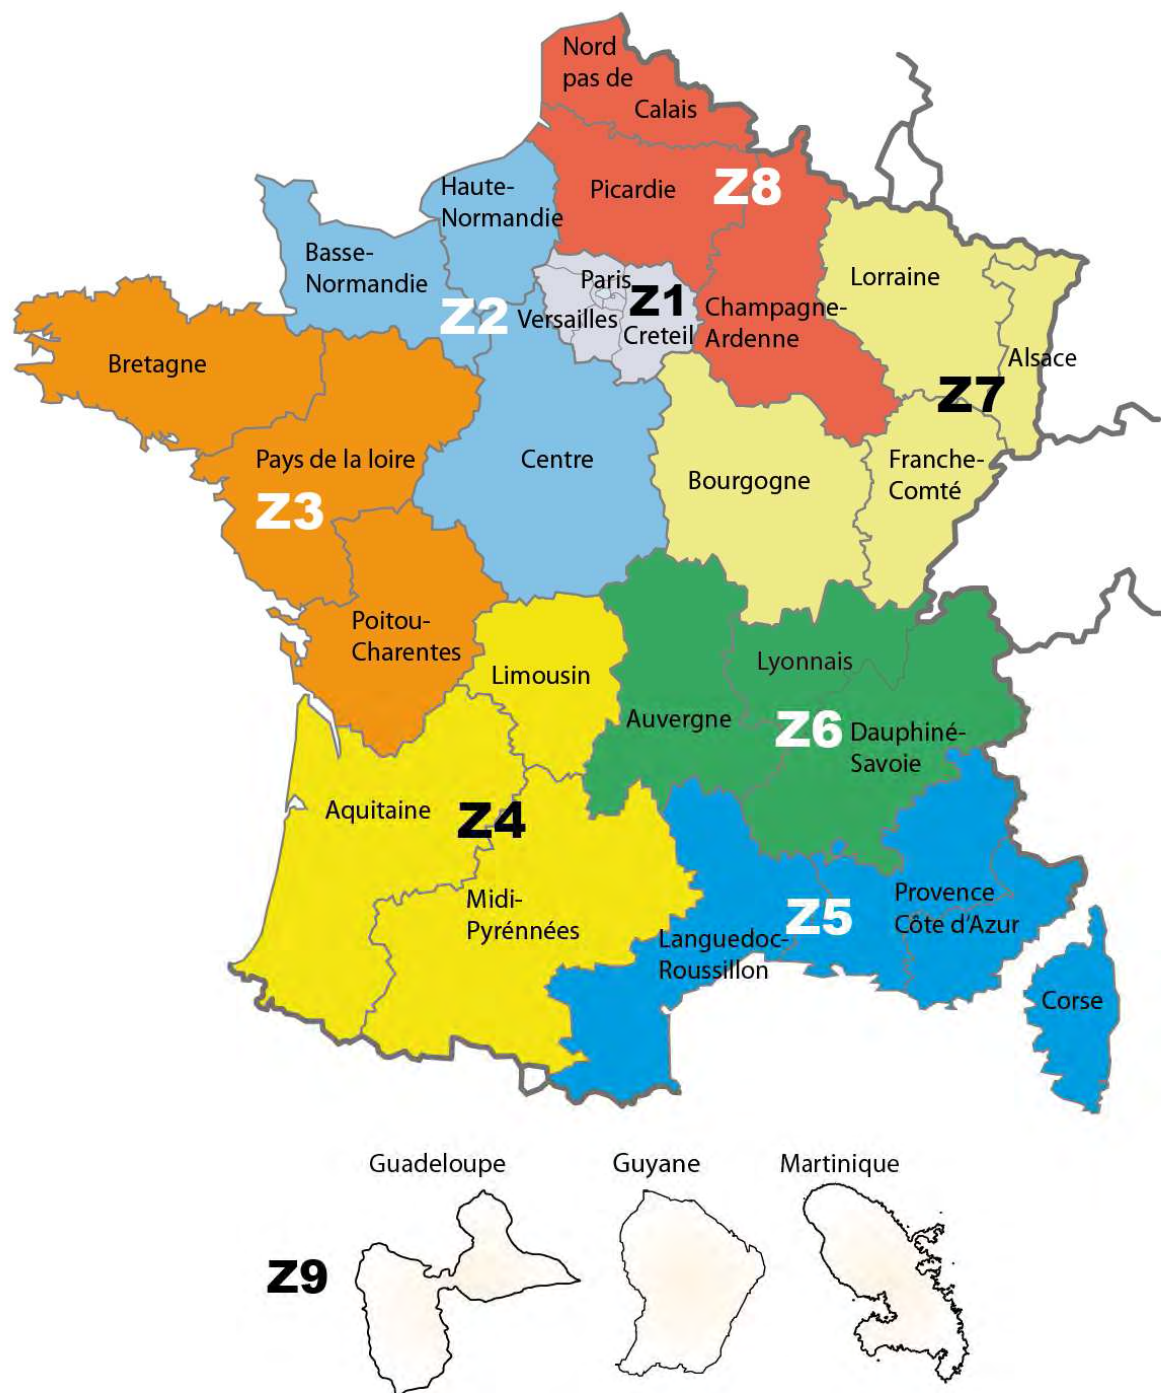 Nord
pas de
Calais
Picardie
Z8
Haute-
Normandie
Basse-
Normandie
Z2
Paris
Z1
Versailles
Creteil
Champagne-
Ardenne
Lorraine
Alsace
Z7
Bretagne
Pays de la loire
Z3
Centre
Bourgogne
Franche-
Comté
Poitou-
Charentes
Limousin
Lyonnais
Auvergne
Z6
Dauphiné-
Savoie
Aquitaine
Z4
Midi-
Pyrénnées
Z5
Provence
Côte d'Azur
Languedoc-
Roussillon
Corse
Guadeloupe
Guyane
Martinique
Z9